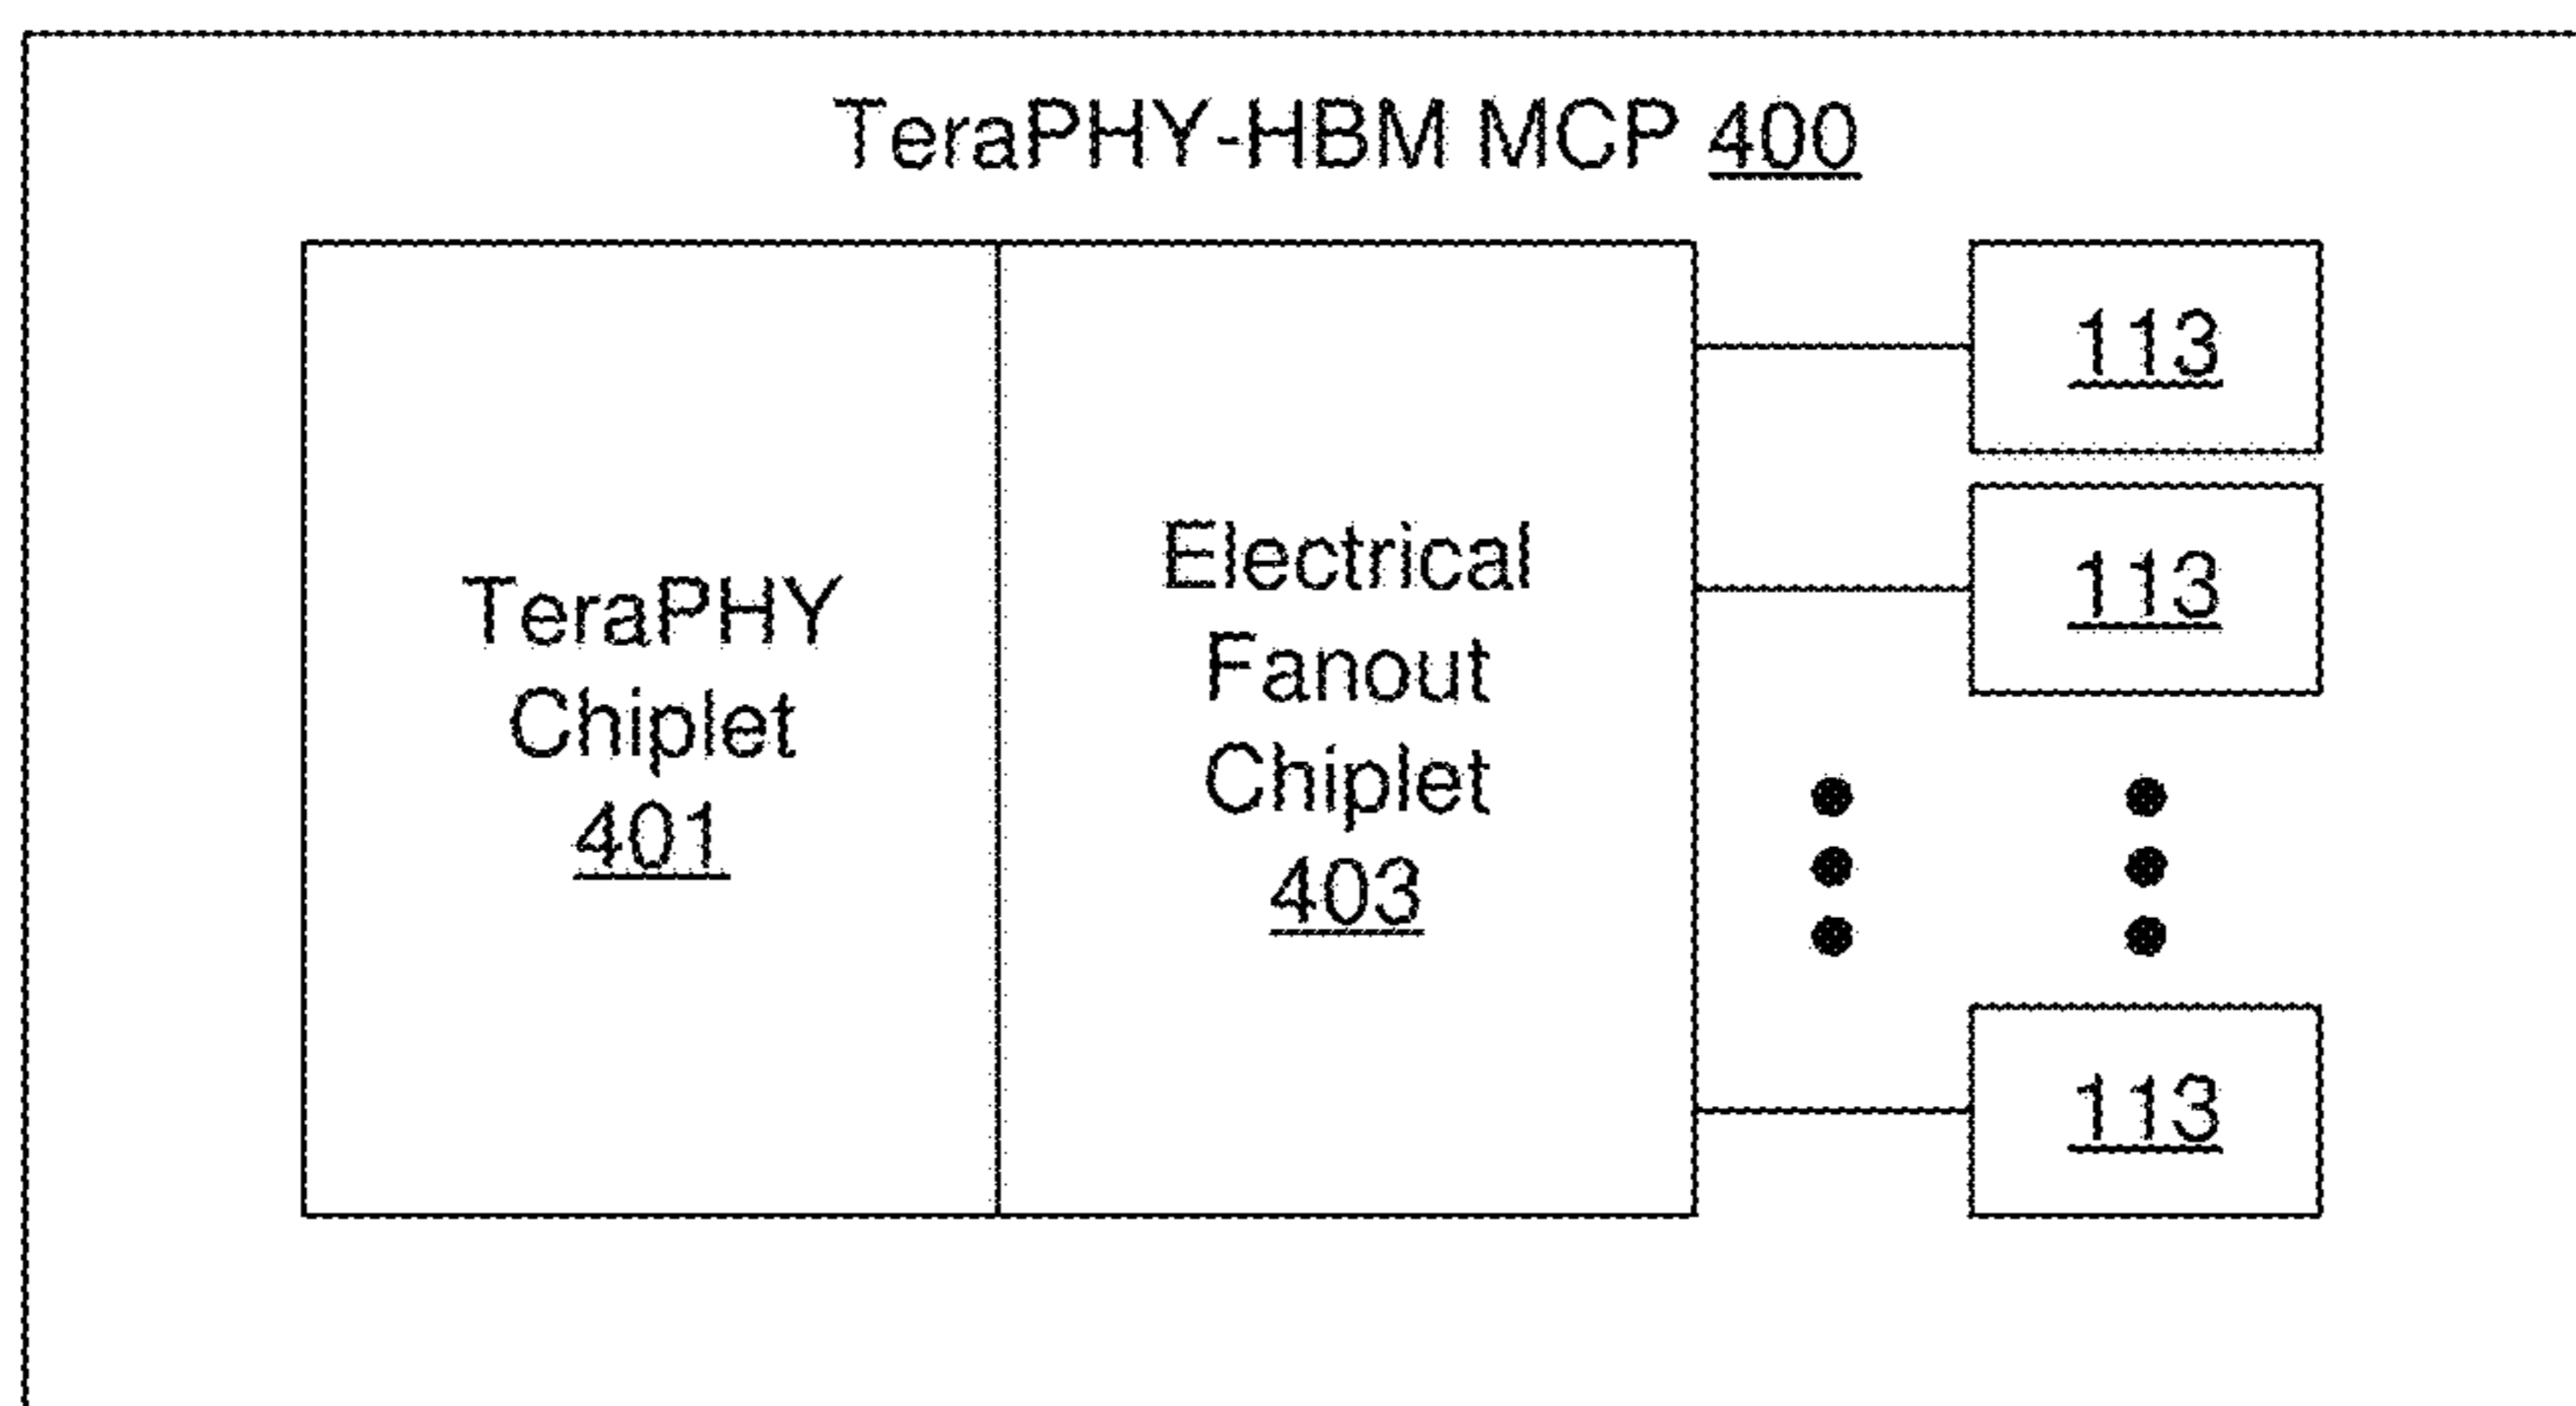 TeraPHY-HBM MCP 400
TeraPHY
Chiplet
401
Electrical
Fanout
Chiplet
403
113
113
113